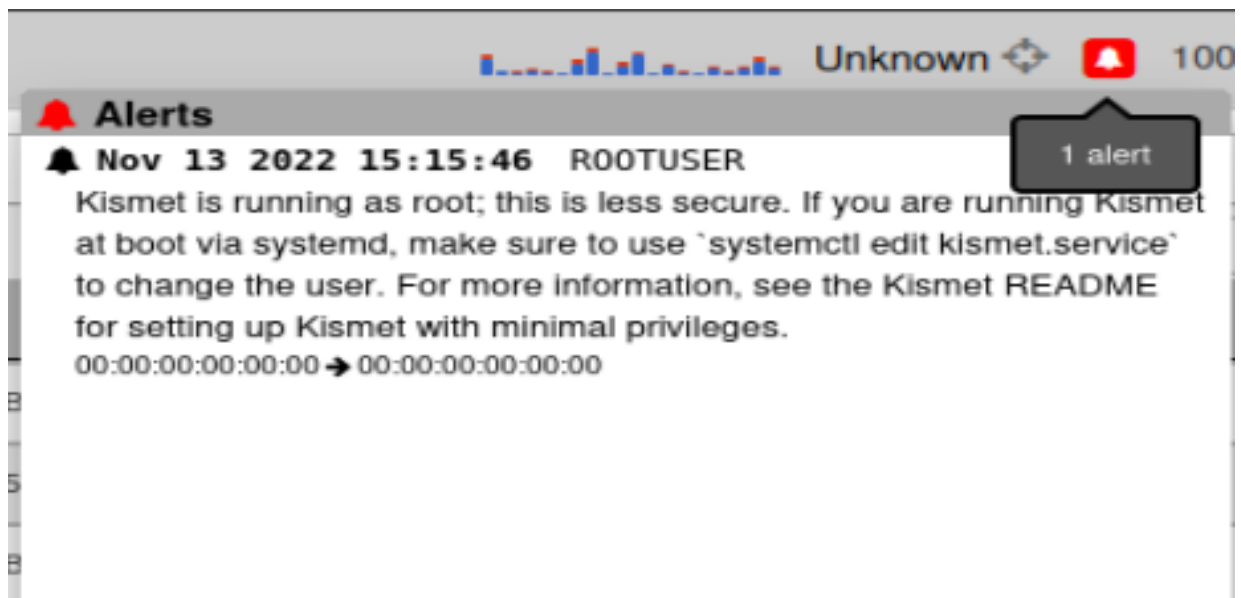 Unknown 100
Alerts
1 alert
Nov 13 2022 15:15:46 ROOTUSER
Kismet is running as root; this is less secure. If you are running Kismet
at boot via systemd, make sure to use `systemctl edit kismet.service`
to change the user. For more information, see the Kismet README
for setting up Kismet with minimal privileges.
00:00:00:00:00:00 → 00:00:00:00:00:00